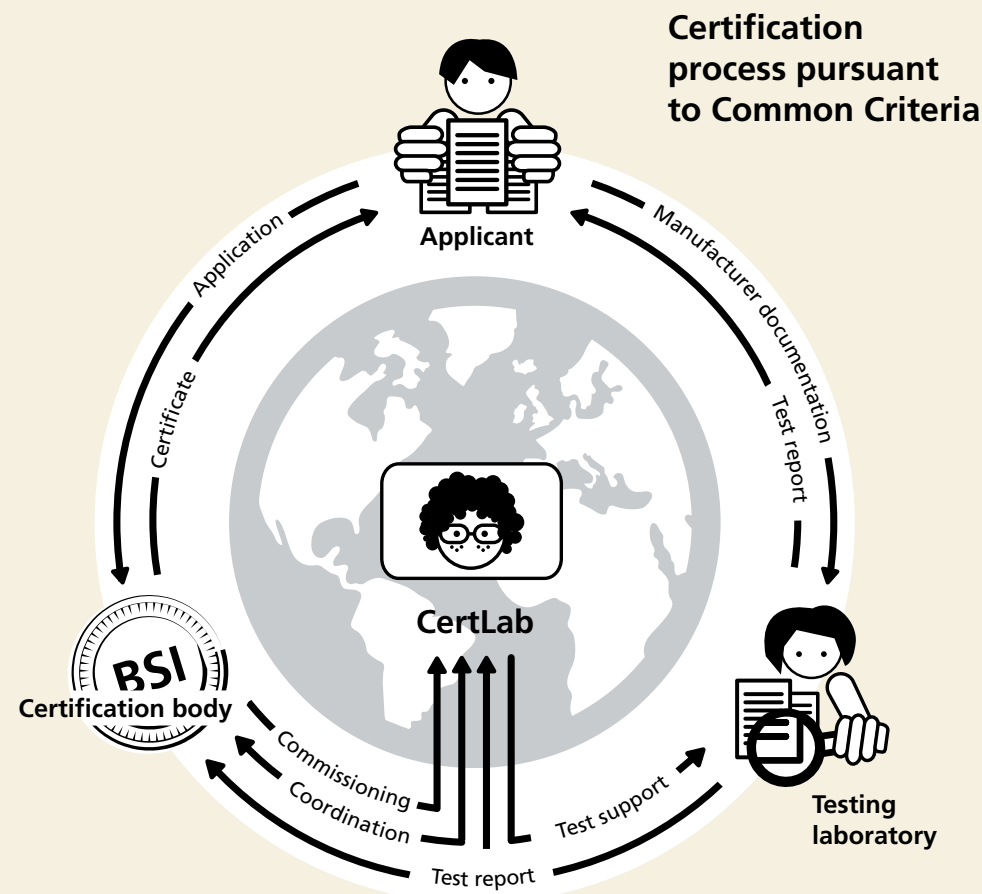 Certification
process pursuant
to Common Criteria
Applicant
Application
Certificate
Manufacturer documentation
Test report
CertLab
BSI
Certification body
Commissioning
Coordination
Test report
Test support
Testing
laboratory